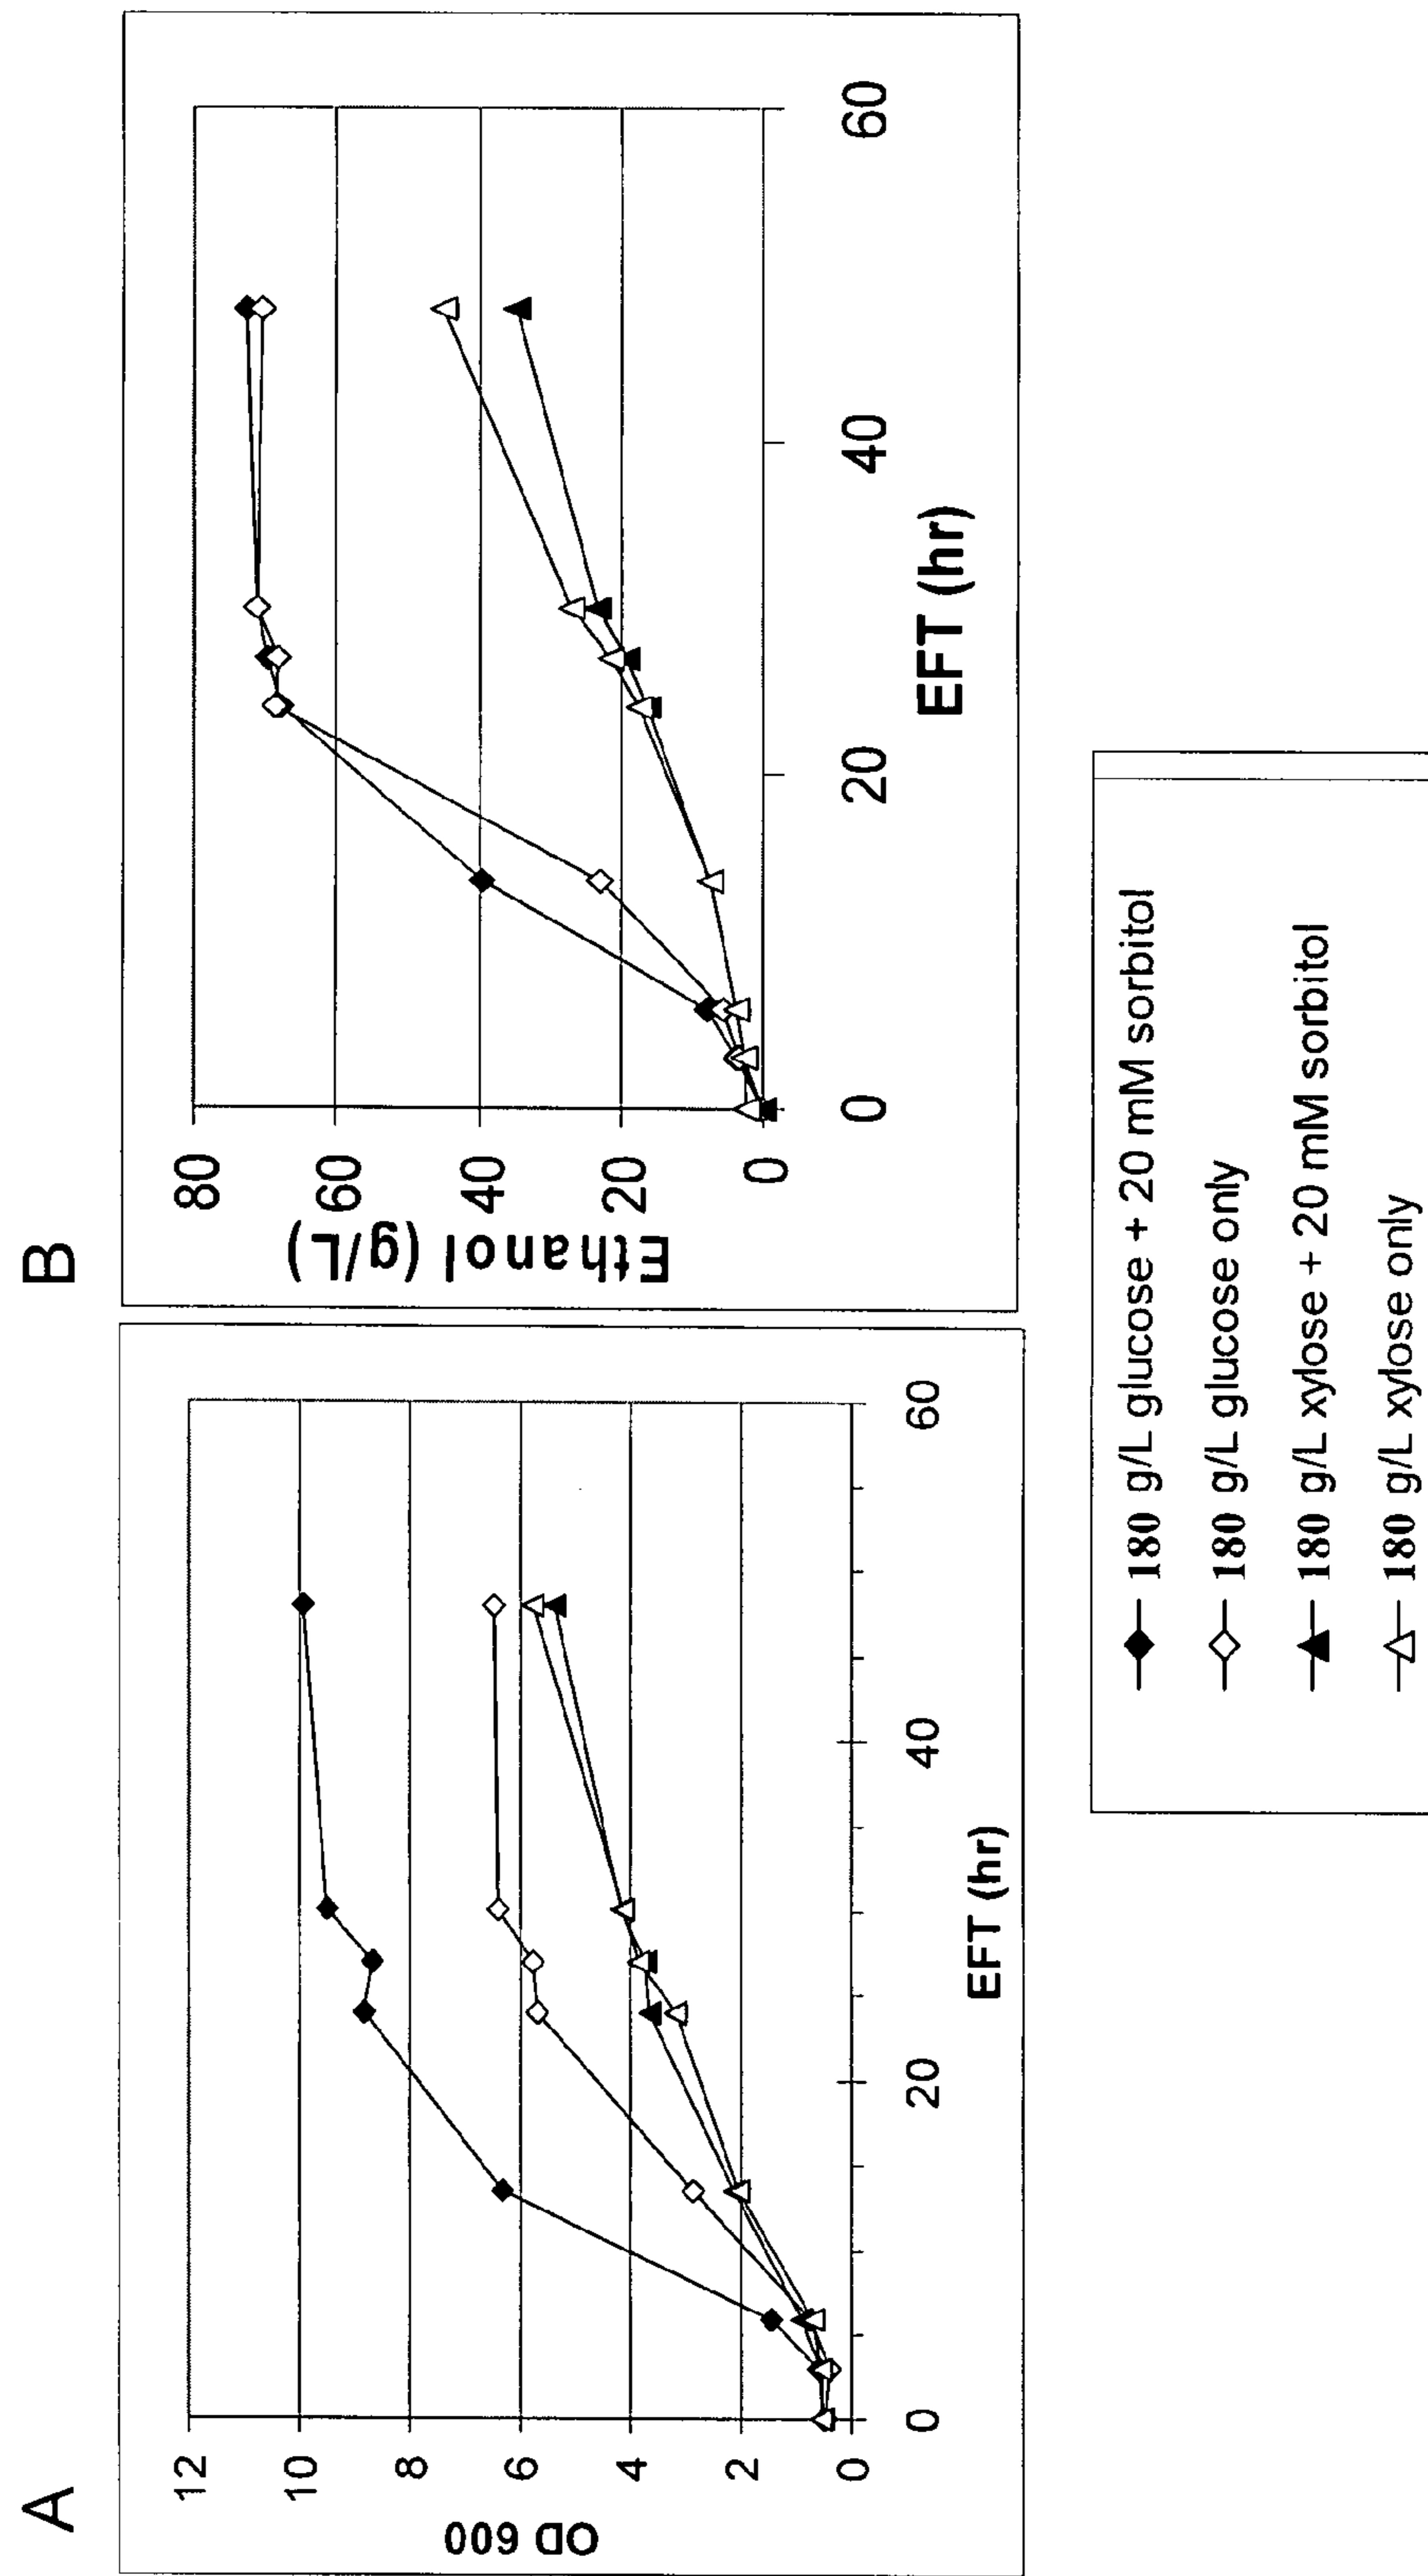 A
12
10
8
6
4
2
0
OD 600
0
20
40
60
EFT (hr)
B
80
60
40
20
0
Ethanol (g/L)
0
20
40
60
EFT (hr)
180 g/L glucose + 20 mM sorbitol
180 g/L glucose only
180 g/L xylose + 20 mM sorbitol
180 g/L xylose only